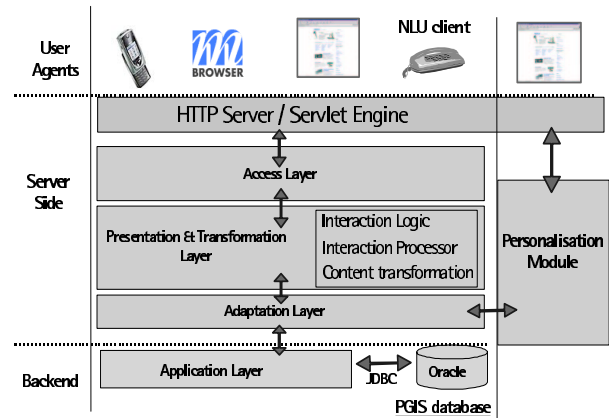 User
Agents
BROWSER
NLU client
HTTP Server / Servlet Engine
Access Layer
Server
Side
Presentation & Transformation
Layer
Interaction Logic
Interaction Processor
Content transformation
Personalisation
Module
Adaptation Layer
Backend
Application Layer
JDBC
Oracle
PGIS database